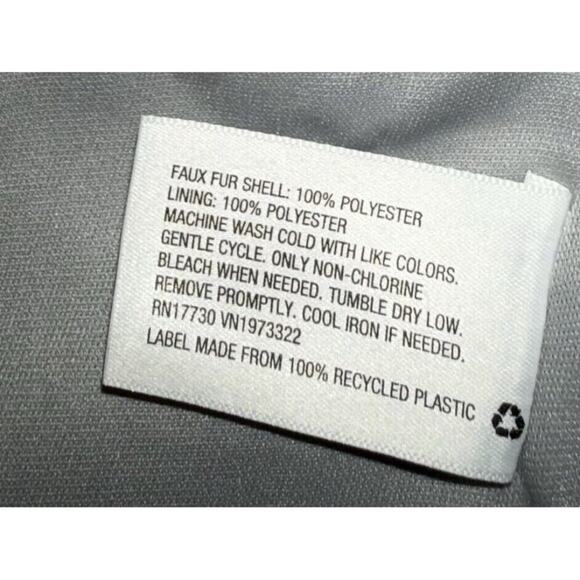 FAUX FUR SHELL: 100% POLYESTER
LINING: 100% POLYESTER
MACHINE WASH COLD WITH LIKE COLORS.
GENTLE CYCLE. ONLY NON-CHLORINE
BLEACH WHEN NEEDED. TUMBLE DRY LOW.
REMOVE PROMPTLY. COOL IRON IF NEEDED.
RN17730 VN1973322
LABEL MADE FROM 100% RECYCLED PLASTIC